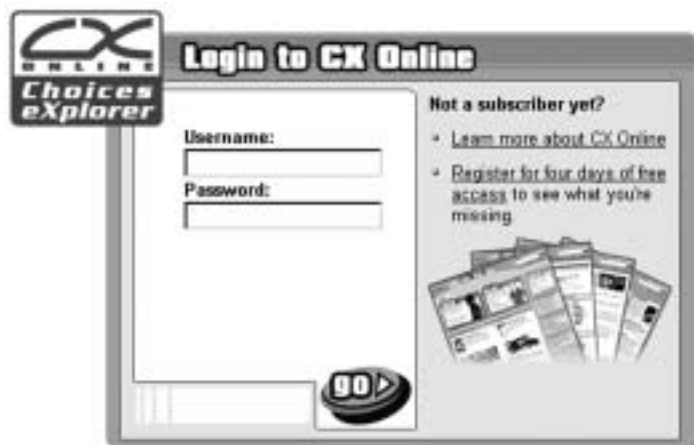 CX
ONLINE
Choices
eXplorer
Login to CX Online
Username:
Password:
go
Not a subscriber yet?
Learn more about CX Online
Register for four days of free
access to see what you're
missing.